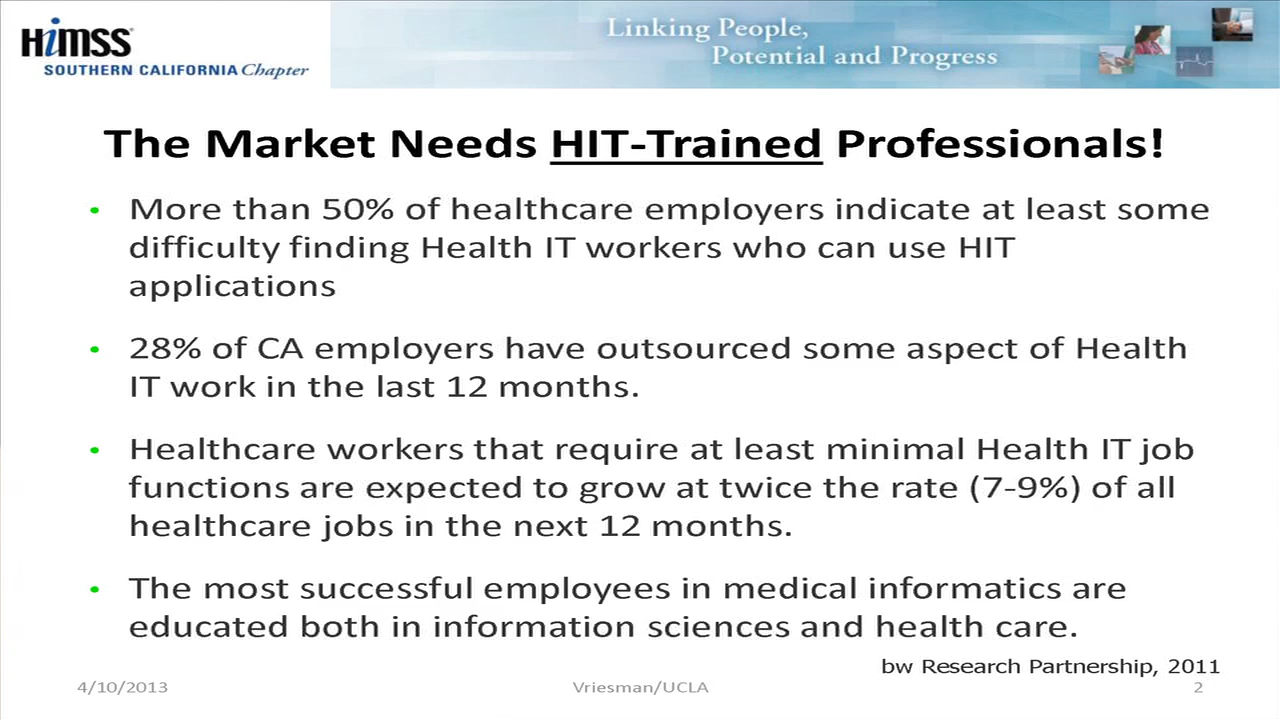 HiMSS
SOUTHERN CALIFORNIA Chapter
Linking People,
Potential and Progress
The Market Needs HIT-Trained Professionals!
• More than 50% of healthcare employers indicate at least some
difficulty finding Health IT workers who can use HIT
applications
• 28% of CA employers have outsourced some aspect of Health
IT work in the last 12 months.
• Healthcare workers that require at least minimal Health IT job
functions are expected to grow at twice the rate (7-9%) of all
healthcare jobs in the next 12 months.
• The most successful employees in medical informatics are
educated both in information sciences and health care.
bw Research Partnership, 2011
4/10/2013
Vriesman/UCLA
2